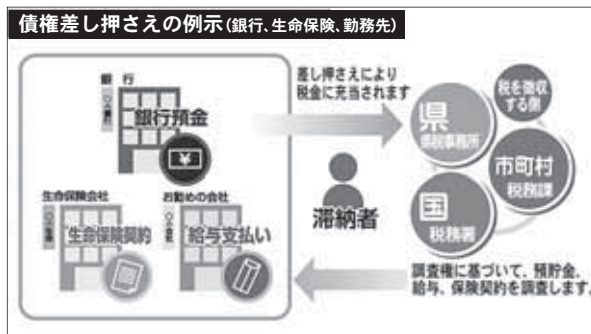 債権差し押さえの例示(銀行、生命保険、勤務先)
銀行
銀行預金
¥
生命保険会社
生命保険契約
お勤めの会社
給与支払い
差し押さえにより
税金に充当されます
滞納者
税を徴収
する側
県
県税事務所
市町村
税務課
国
税務署
調査権に基づいて、預貯金、
給与、保険契約を調査します。